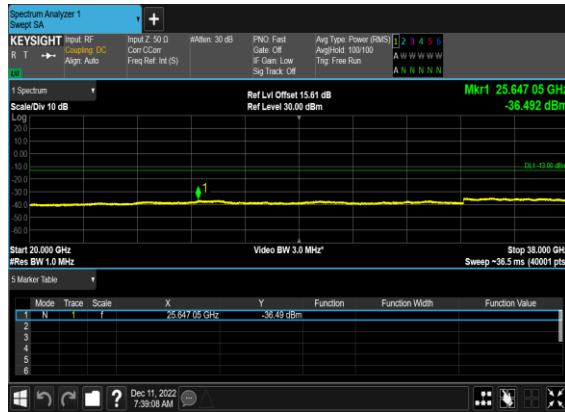 Spectrum Analyzer 1
Swept SA
+
KEYSIGHT Input: RF Input Z: 50 Ω #Atten: 30 dB PNO: Fast Avg Type: Power (RMS) 1 2 3 4 5 6
R T Coupling: DC Corr CCorr Gate: Off Avg|Hold: 100/100 A W W W W W
Align: Auto Freq Ref: Int (S) IF Gain: Low Trig: Free Run
LU Sig Track: Off A N N N N N
1 Spectrum Ref Lvl Offset 15.61 dB Mkr1 25.647 05 GHz
Scale/Div 10 dB Ref Level 30.00 dBm -36.492 dBm
Log
20.0
10.0
0.00
-10.0 DL1 -13.00 dBm
-20.0
-30.0 1
-40.0
-50.0
-60.0
Start 20.000 GHz Video BW 3.0 MHz* Stop 38.000 GHz
#Res BW 1.0 MHz Sweep ~36.5 ms (40001 pts)
5 Marker Table
Mode Trace Scale X Y Function Function Width Function Value
1 N 1 f 25.647 05 GHz -36.49 dBm
2
3
4
5
6
? Dec 11, 2022
7:39:08 AM